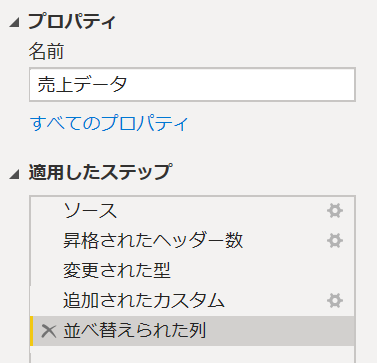 プロパティ
名前
売上データ
すべてのプロパティ
適用したステップ
ソース
昇格されたヘッダー数
変更された型
追加されたカスタム
並べ替えられた列